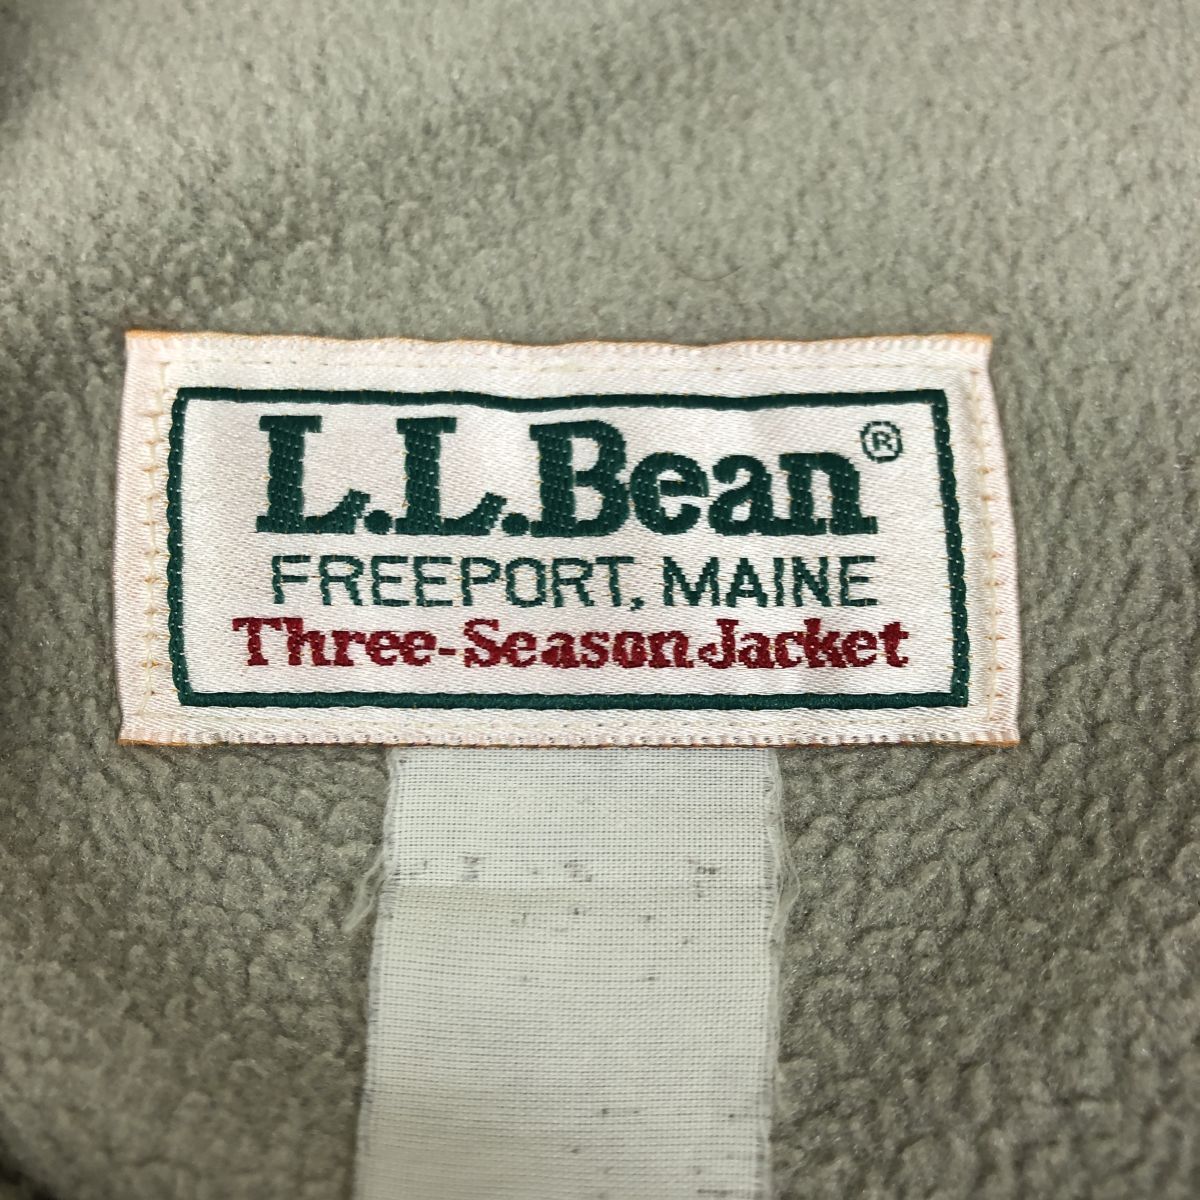 L.L.Bean®
FREEPORT, MAINE
Three-Season Jacket